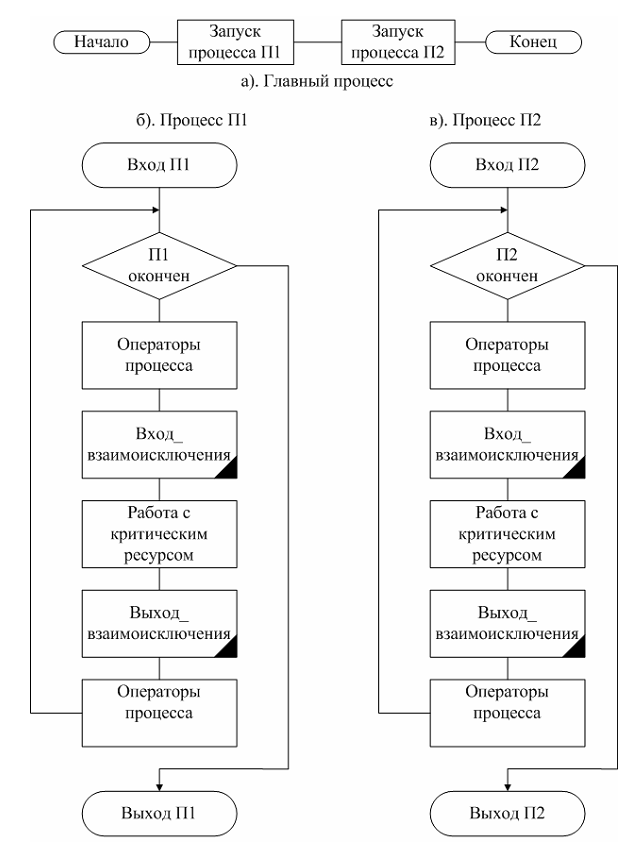 Начало
Запуск
процесса П1
Запуск
процесса П2
Конец
а). Главный процесс
б). Процесс П1
Вход П1
П1
окончен
Операторы
процесса
Вход_
взаимоисключения
Работа с
критическим
ресурсом
Выход_
взаимоисключения
Операторы
процесса
Выход П1
в). Процесс П2
Вход П2
П2
окончен
Операторы
процесса
Вход_
взаимоисключения
Работа с
критическим
ресурсом
Выход_
взаимоисключения
Операторы
процесса
Выход П2